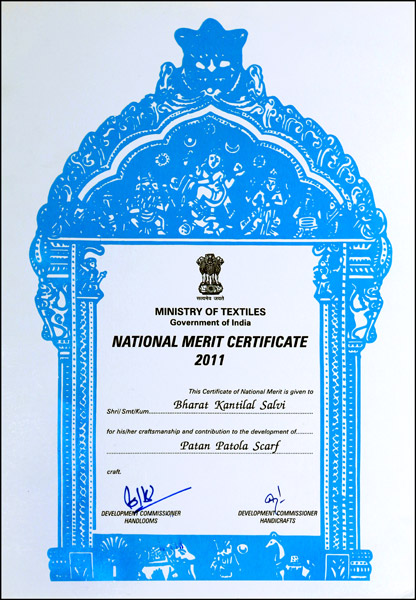 सत्यमेव जयते
MINISTRY OF TEXTILES
Government of India
NATIONAL MERIT CERTIFICATE
2011
This Certificate of National Merit is given to
Shri/Smt/Kum. Bharat Kantilal Salvi
for his/her craftsmanship and contribution to the development of.........
Patan Patola Scarf
craft.
DEVELOPMENT COMMISSIONER
HANDLOOMS
DEVELOPMENT COMMISSIONER
HANDICRAFTS